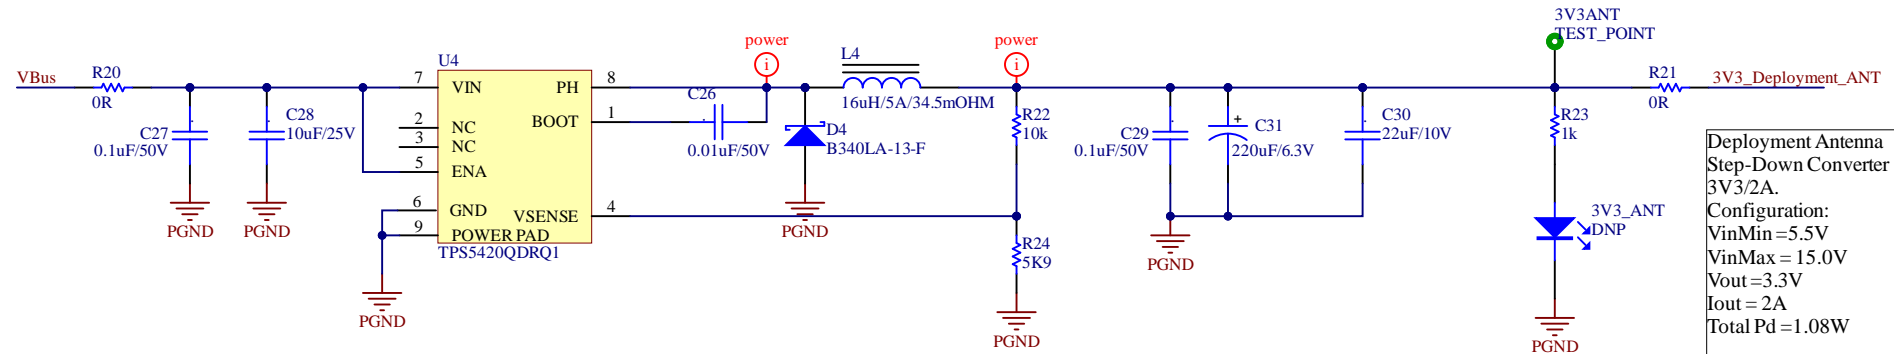 VBus
R20
0R
C27
0.1uF/50V
PGND
C28
10uF/25V
PGND
U4
7
VIN
2
NC
3
NC
5
ENA
6
GND
9
POWER PAD
PH
8
BOOT
1
VSENSE
4
TPS5420QDRQ1
PGND
C26
0.01uF/50V
power
i
D4
B340LA-13-F
PGND
L4
16uH/5A/34.5mOHM
power
i
R22
10k
R24
5K9
PGND
C29
0.1uF/50V
PGND
+
C31
220uF/6.3V
C30
22uF/10V
3V3ANT
TEST_POINT
R23
1k
3V3_ANT
DNP
PGND
R21
0R
3V3_Deployment_ANT
Deployment Antenna
Step-Down Converter
3V3/2A.
Configuration:
VinMin =5.5V
VinMax = 15.0V
Vout =3.3V
Iout = 2A
Total Pd =1.08W